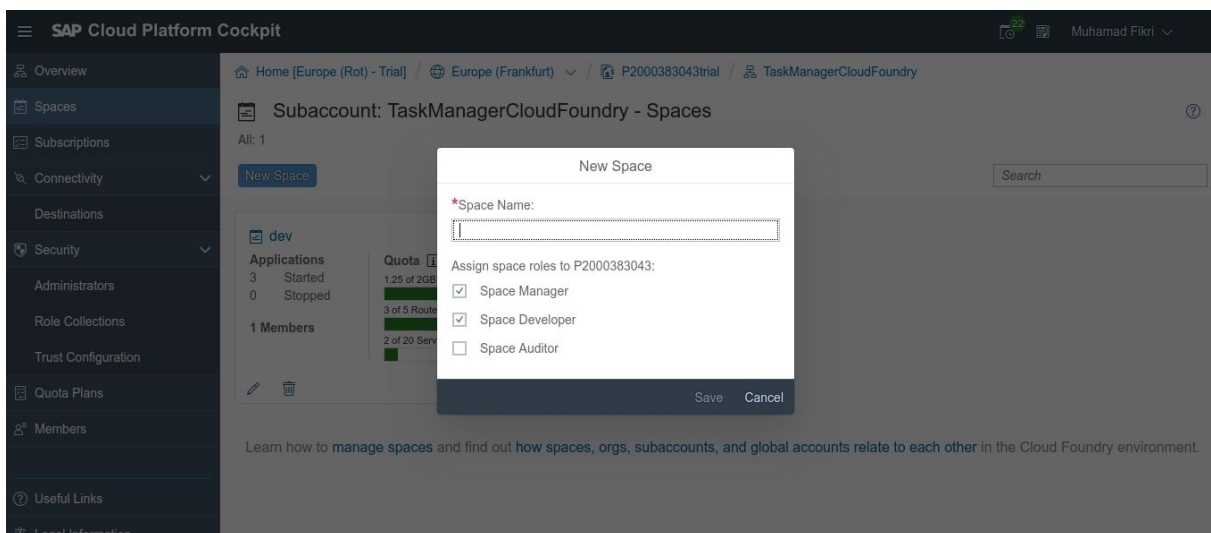 SAP Cloud Platform Cockpit
22
Muhamad Fikri
Overview
Spaces
Subscriptions
Connectivity
Destinations
Security
Administrators
Role Collections
Trust Configuration
Quota Plans
Members
Useful Links
Legal Information
Home [Europe (Rot) - Trial] / Europe (Frankfurt) / P2000383043trial / TaskManagerCloudFoundry
Subaccount: TaskManagerCloudFoundry - Spaces
All: 1
New Space
Search
dev
Applications
3 Started
0 Stopped
1 Members
Quota
1.25 of 2GB
3 of 5 Route
2 of 20 Serv
New Space
*Space Name:
Assign space roles to P2000383043:
Space Manager
Space Developer
Space Auditor
Save Cancel
Learn how to manage spaces and find out how spaces, orgs, subaccounts, and global accounts relate to each other in the Cloud Foundry environment.